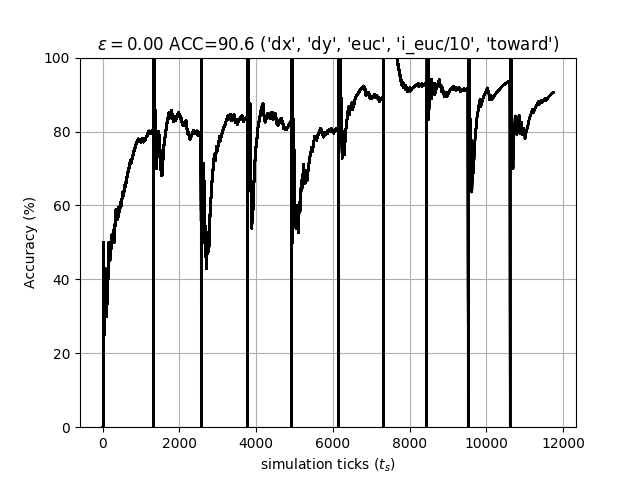 ε = 0.00 ACC=90.6 ('dx', 'dy', 'euc', 'i_euc/10', 'toward')
100
80
60
40
20
0
Accuracy (%)
0 2000 4000 6000 8000 10000 12000
simulation ticks (tₛ)